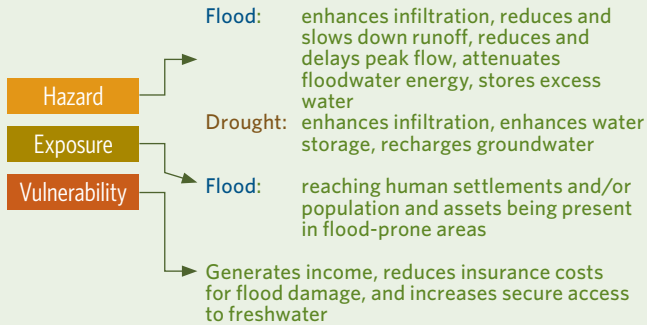 Flood: enhances infiltration, reduces and
slows down runoff, reduces and
delays peak flow, attenuates
floodwater energy, stores excess
water
Hazard
Drought: enhances infiltration, enhances water
storage, recharges groundwater
Exposure
Flood: reaching human settlements and/or
population and assets being present
in flood-prone areas
Vulnerability
Generates income, reduces insurance costs
for flood damage, and increases secure access
to freshwater